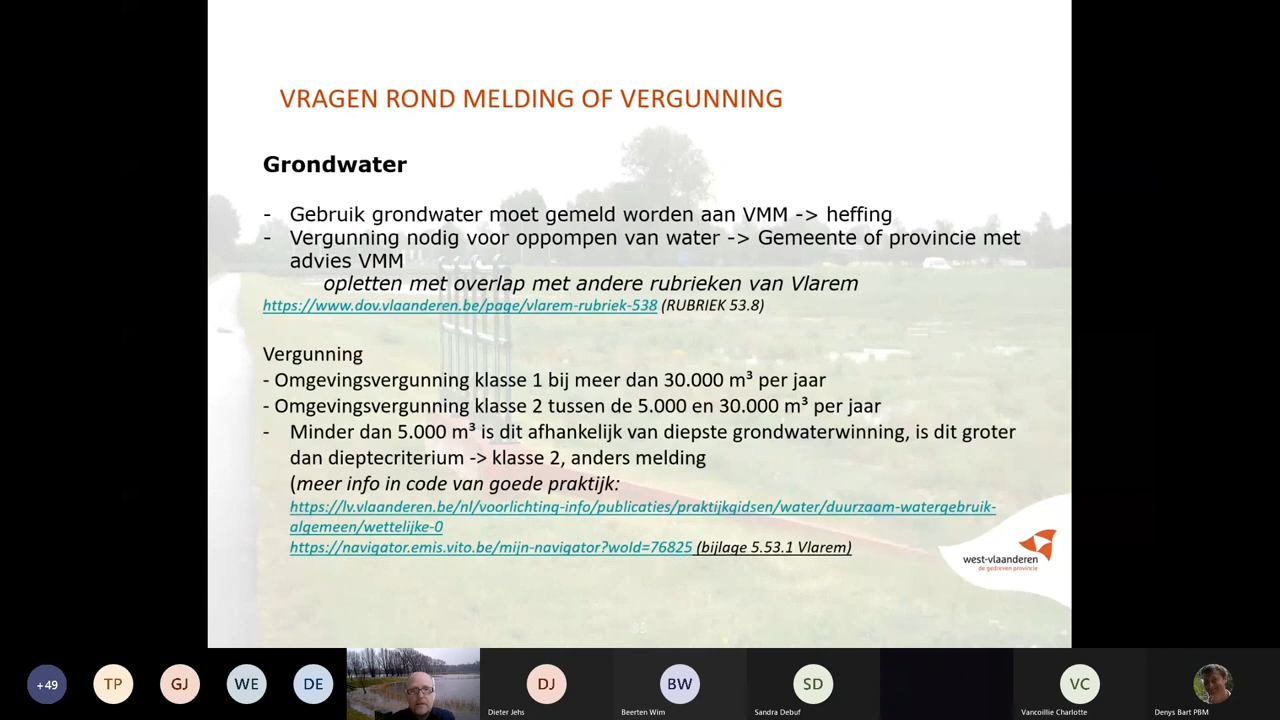 VRAGEN ROND MELDING OF VERGUNNING
Grondwater
- Gebruik grondwater moet gemeld worden aan VMM -> heffing
- Vergunning nodig voor oppompen van water -> Gemeente of provincie met
advies VMM
opletten met overlap met andere rubrieken van Vlarem
https://www.dov.vlaanderen.be/page/vlarem-rubriek-538 (RUBRIEK 53.8)
Vergunning
- Omgevingsvergunning klasse 1 bij meer dan 30.000 m³ per jaar
- Omgevingsvergunning klasse 2 tussen de 5.000 en 30.000 m³ per jaar
- Minder dan 5.000 m³ is dit afhankelijk van diepste grondwaterwinning, is dit groter
dan dieptecriterium -> klasse 2, anders melding
(meer info in code van goede praktijk:
https://lv.vlaanderen.be/nl/voorlichting-info/publicaties/praktijkgidsen/water/duurzaam-watergebruik-
algemeen/wettelijke-0
https://navigator.emis.vito.be/mijn-navigator?woId=76825 (bijlage 5.53.1 Vlarem)
west-vlaanderen
de gedreven provincie
35
+49 TP GJ WE DE DJ BW SD VC
Dieter Jehs Beerten Wim Sandra Debuf Vancoillie Charlotte Denys Bart PBM